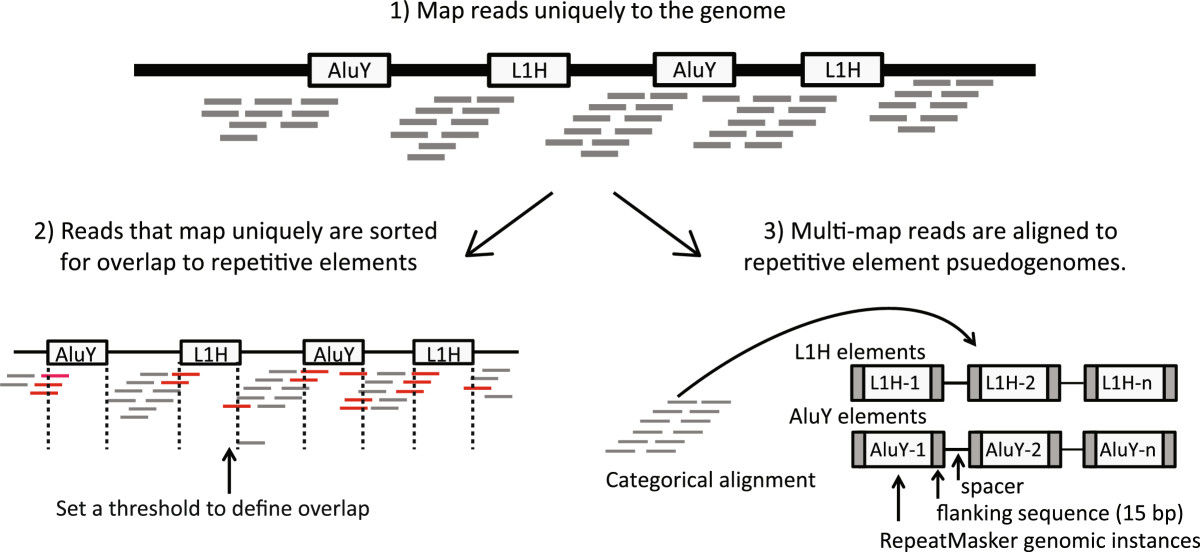 1) Map reads uniquely to the genome
AluY L1H AluY L1H
2) Reads that map uniquely are sorted
for overlap to repetitive elements
AluY L1H AluY L1H
Set a threshold to define overlap
3) Multi-map reads are aligned to
repetitive element psuedogenomes.
L1H elements
L1H-1 L1H-2 L1H-n
AluY elements
AluY-1 AluY-2 AluY-n
Categorical alignment
spacer
flanking sequence (15 bp)
RepeatMasker genomic instances